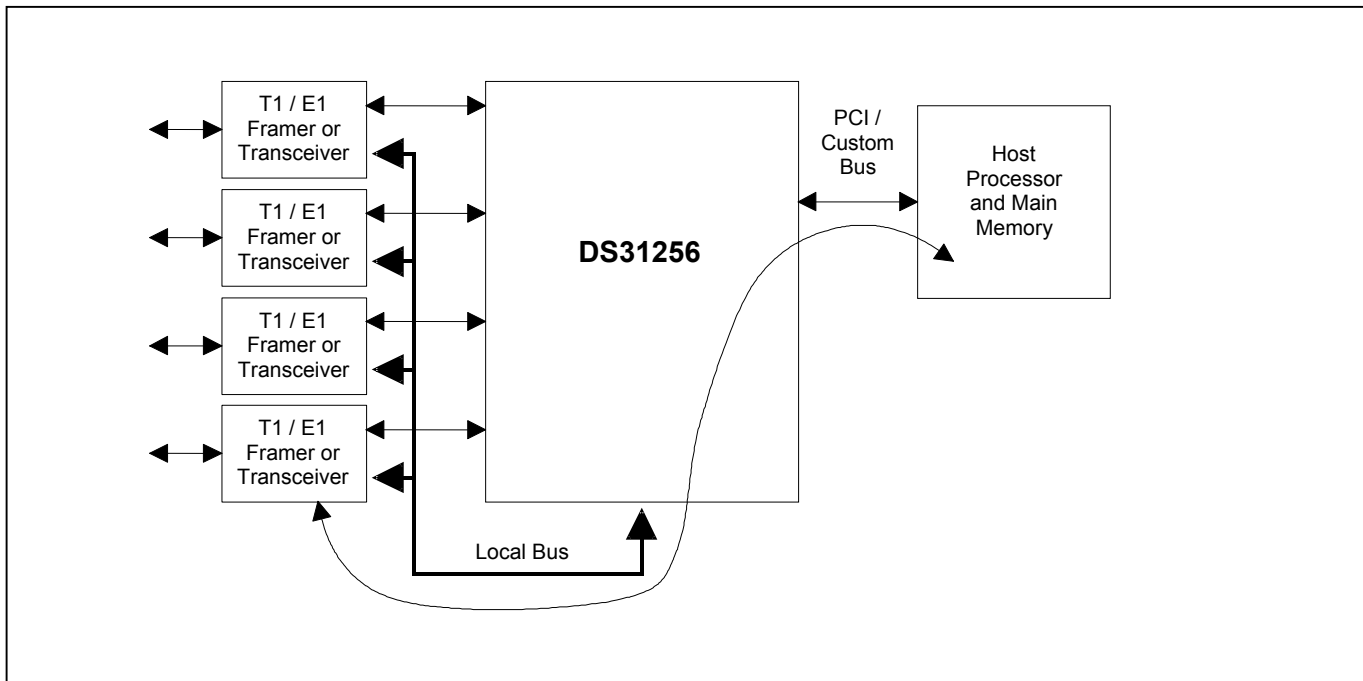 T1 / E1
Framer or
Transceiver
T1 / E1
Framer or
Transceiver
T1 / E1
Framer or
Transceiver
T1 / E1
Framer or
Transceiver
DS31256
Local Bus
PCI /
Custom
Bus
Host
Processor
and Main
Memory